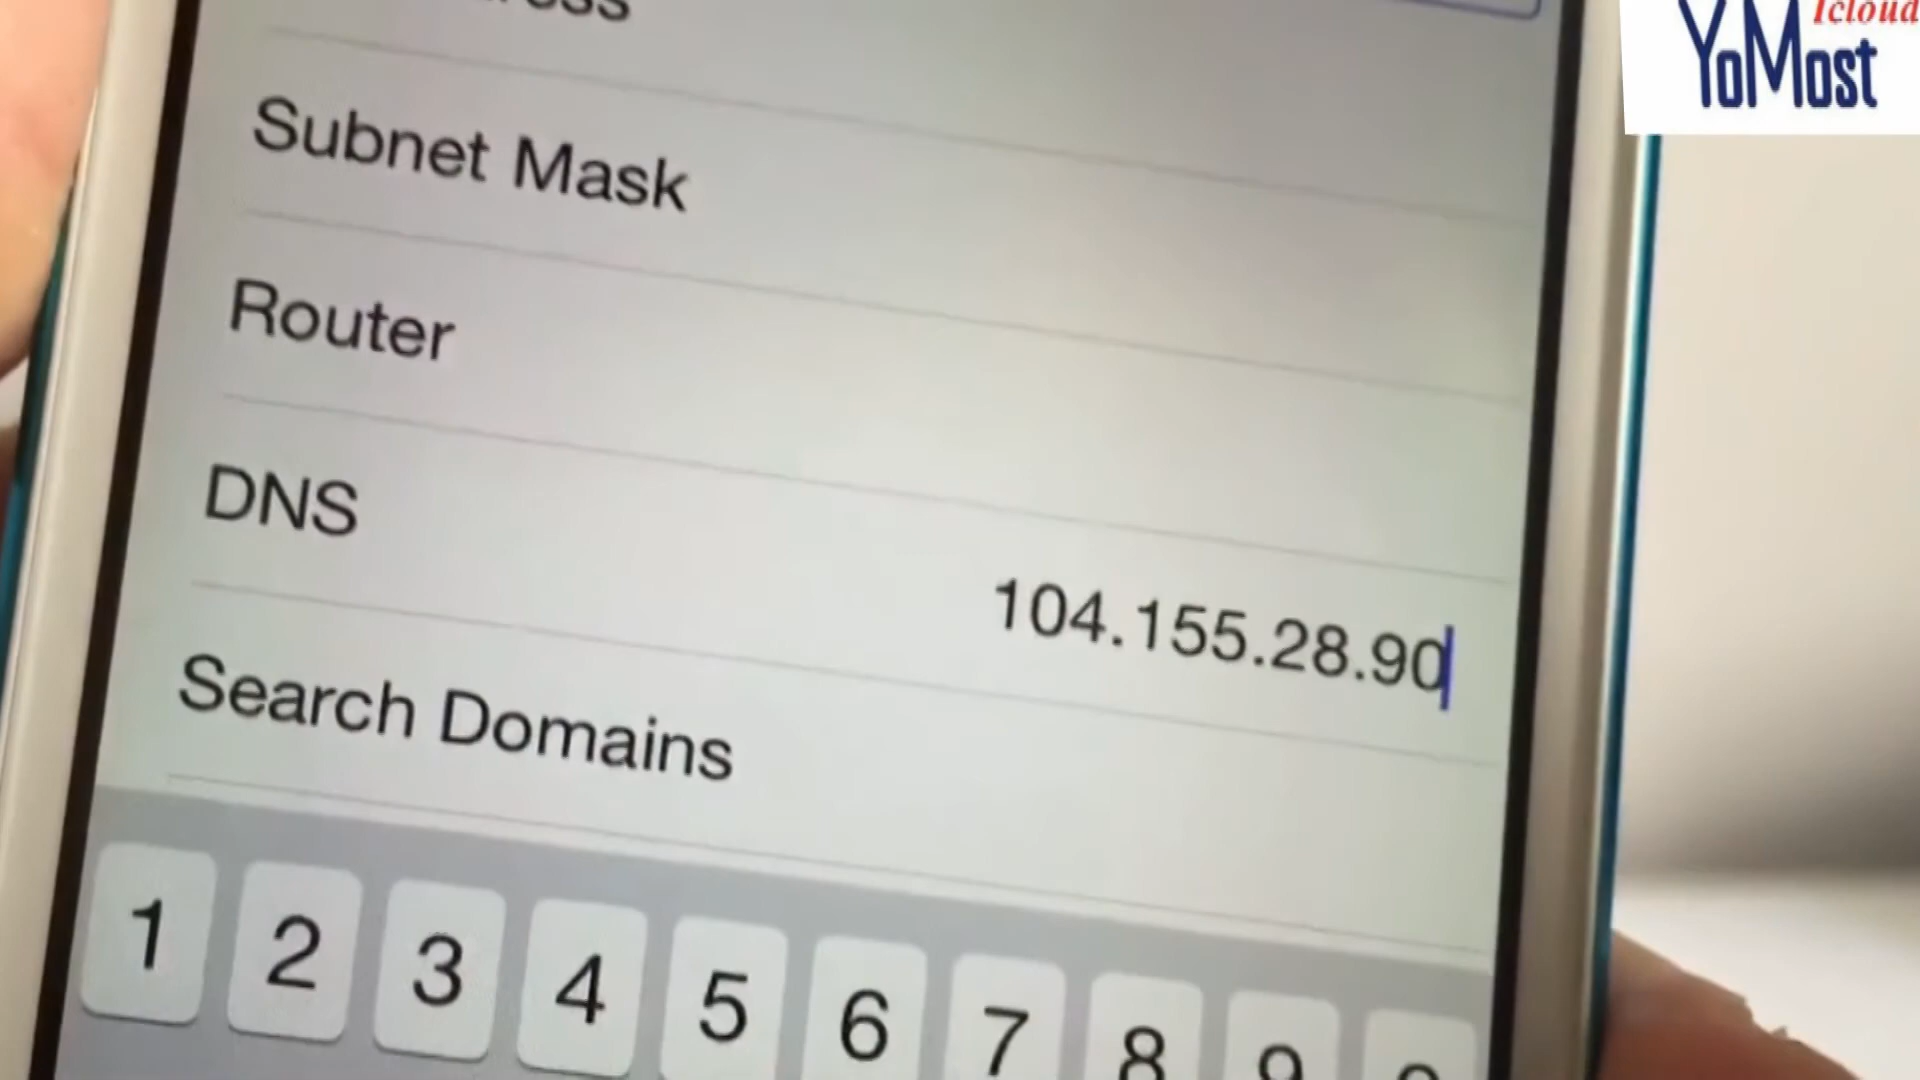 Icloud
YoMost
Subnet Mask
Router
DNS
104.155.28.90
Search Domains
1 2 3 4 5 6 7 8 9